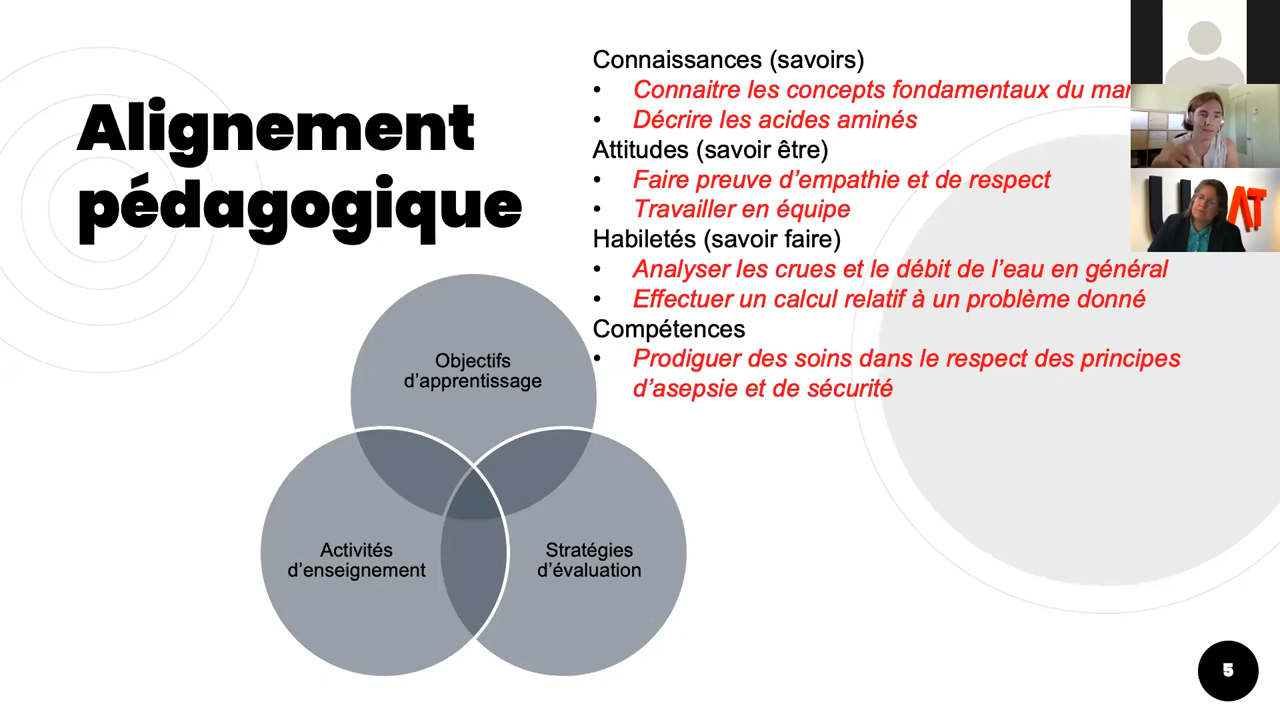 Alignement
pédagogique
Connaissances (savoirs)
• Connaitre les concepts fondamentaux du
• Décrire les acides aminés
Attitudes (savoir être)
• Faire preuve d’empathie et de respect
• Travailler en équipe
Habiletés (savoir faire)
• Analyser les crues et le débit de l’eau en général
• Effectuer un calcul relatif à un problème donné
Compétences
• Prodiguer des soins dans le respect des principes
d’asepsie et de sécurité
Objectifs
d’apprentissage
Activités
d’enseignement
Stratégies
d’évaluation
5